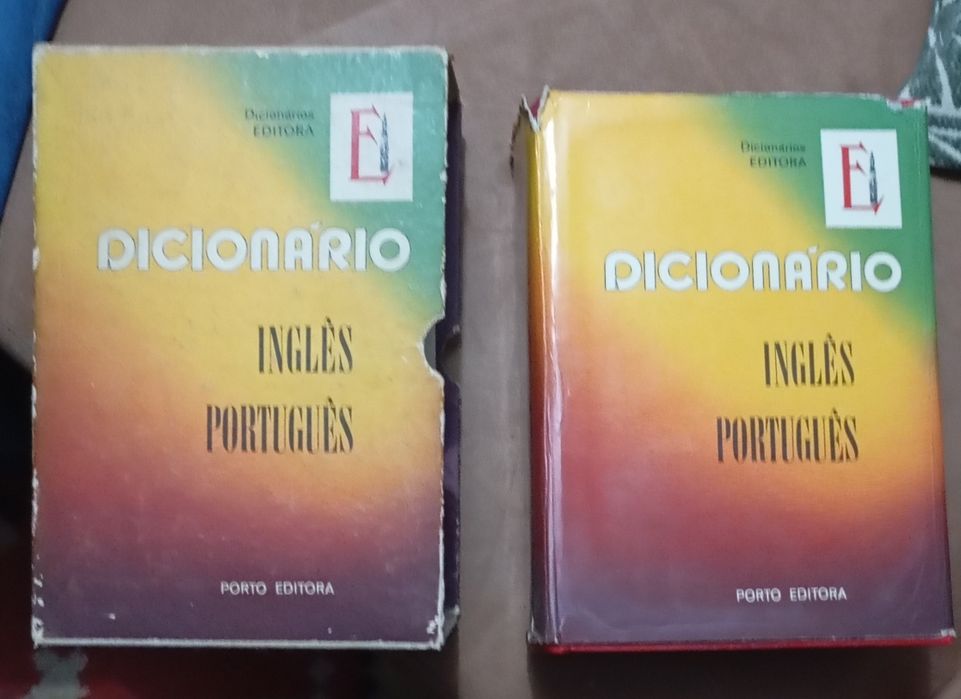 Dicionários
EDITORA
E
DICIONÁRIO
INGLÊS
PORTUGUÊS
PORTO EDITORA
Dicionários
EDITORA
E
DICIONÁRIO
INGLÊS
PORTUGUÊS
PORTO EDITORA